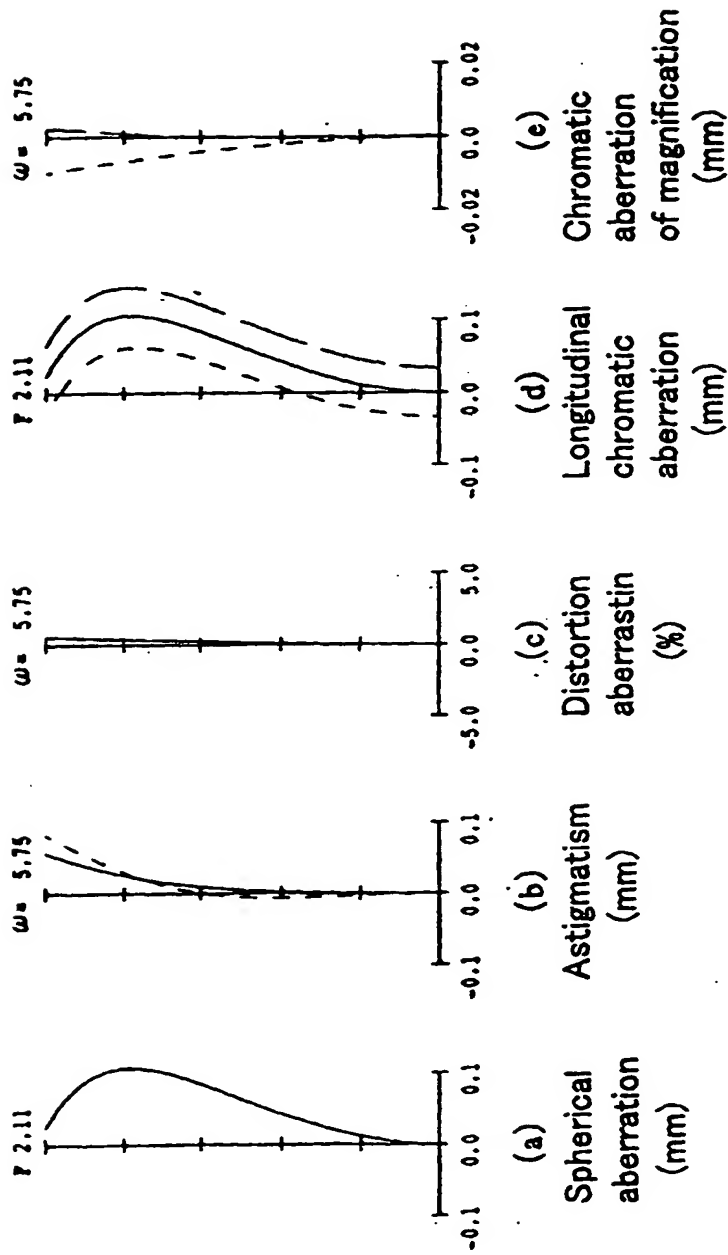 F 2.11
-0.1 0.0 0.1
(a)
Spherical
aberration
(mm)
ω= 5.75
-0.1 0.0 0.1
(b)
Astigmatism
(mm)
ω= 5.75
-5.0 0.0 5.0
(c)
Distortion
aberrastin
(%)
F 2.11
-0.1 0.0 0.1
(d)
Longitudinal
chromatic
aberration
(mm)
ω= 5.75
-0.02 0.0 0.02
(e)
Chromatic
aberration
of magnification
(mm)